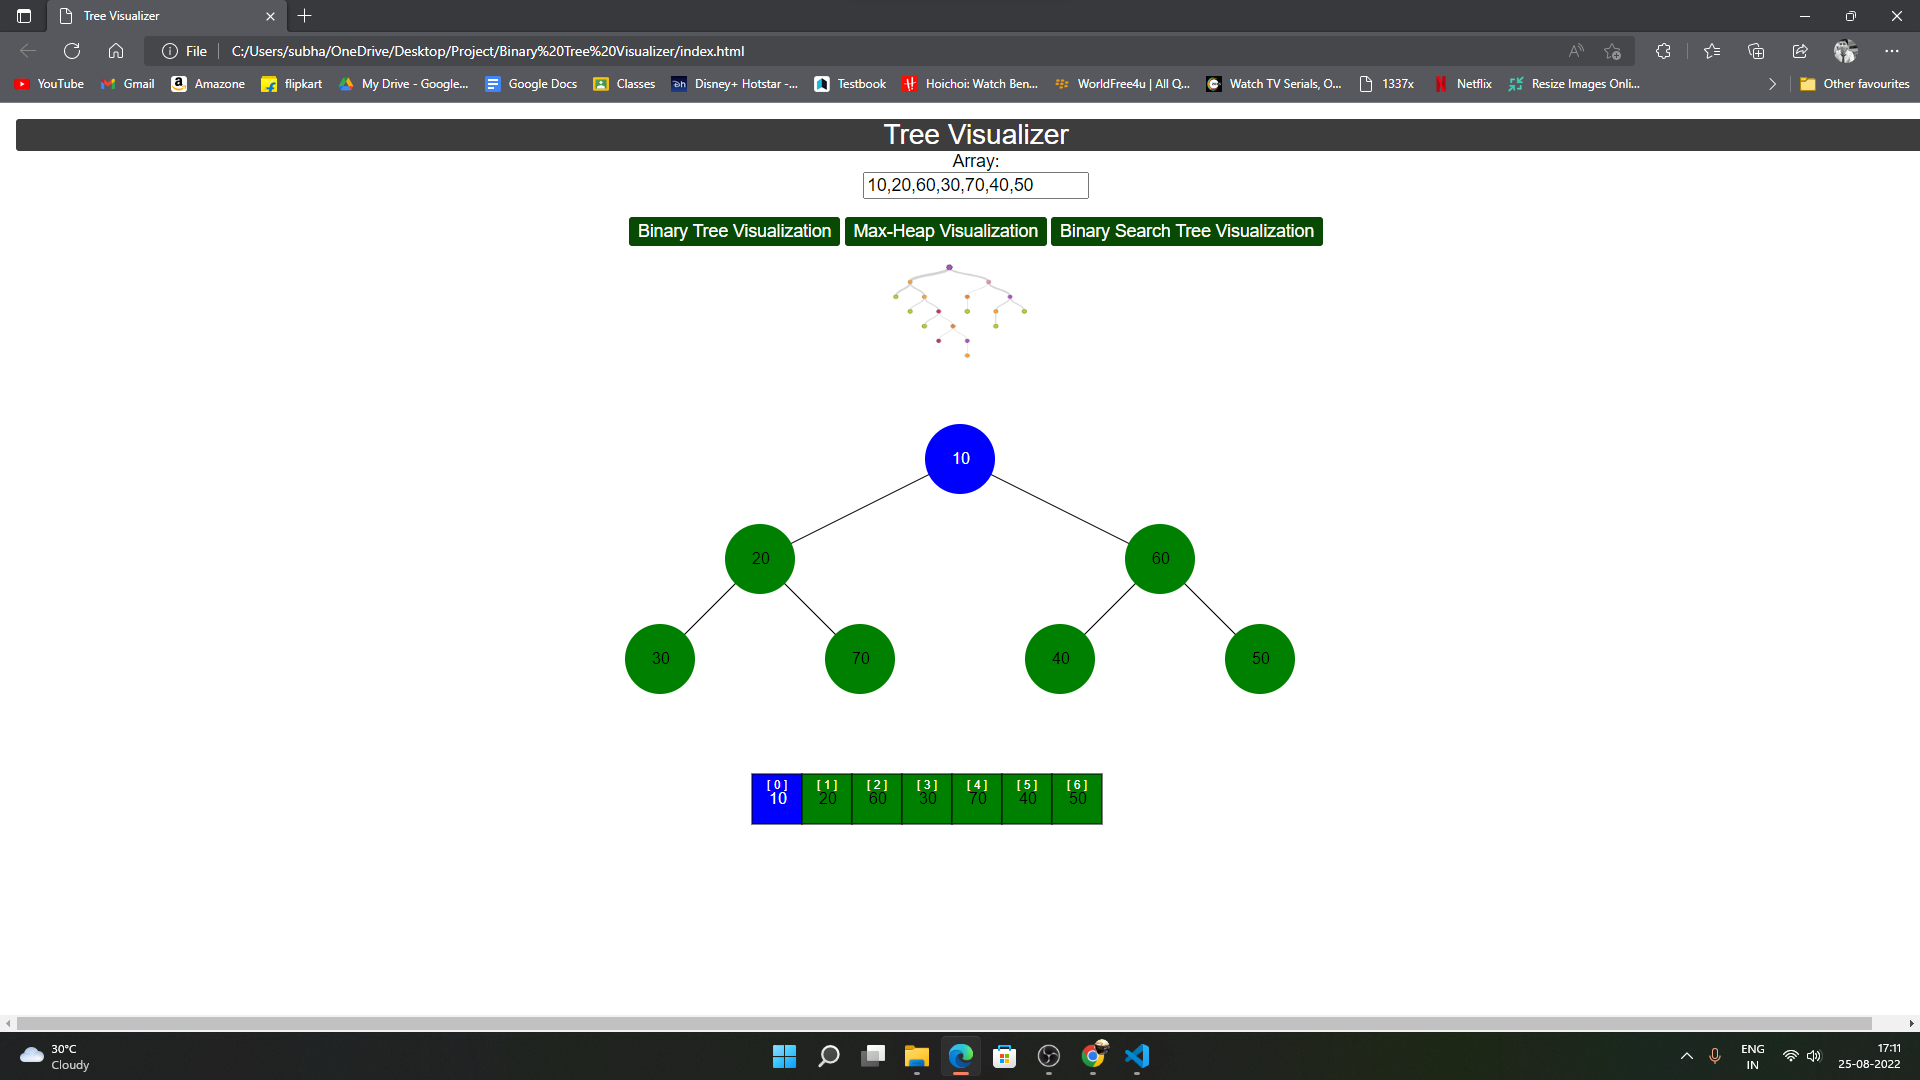 Tree Visualizer
File C:/Users/subha/OneDrive/Desktop/Project/Binary%20Tree%20Visualizer/index.html
YouTube Gmail Amazone flipkart My Drive - Google... Google Docs Classes Disney+ Hotstar -... Testbook Hoichoi: Watch Ben... WorldFree4u | All Q... Watch TV Serials, O... 1337x Netflix Resize Images Onli... Other favourites
Tree Visualizer
Array:
10,20,60,30,70,40,50
Binary Tree Visualization Max-Heap Visualization Binary Search Tree Visualization
10
20 60
30 70 40 50
[ 0 ] [ 1 ] [ 2 ] [ 3 ] [ 4 ] [ 5 ] [ 6 ]
10 20 60 30 70 40 50
30°C
Cloudy
ENG
IN
17:11
25-08-2022